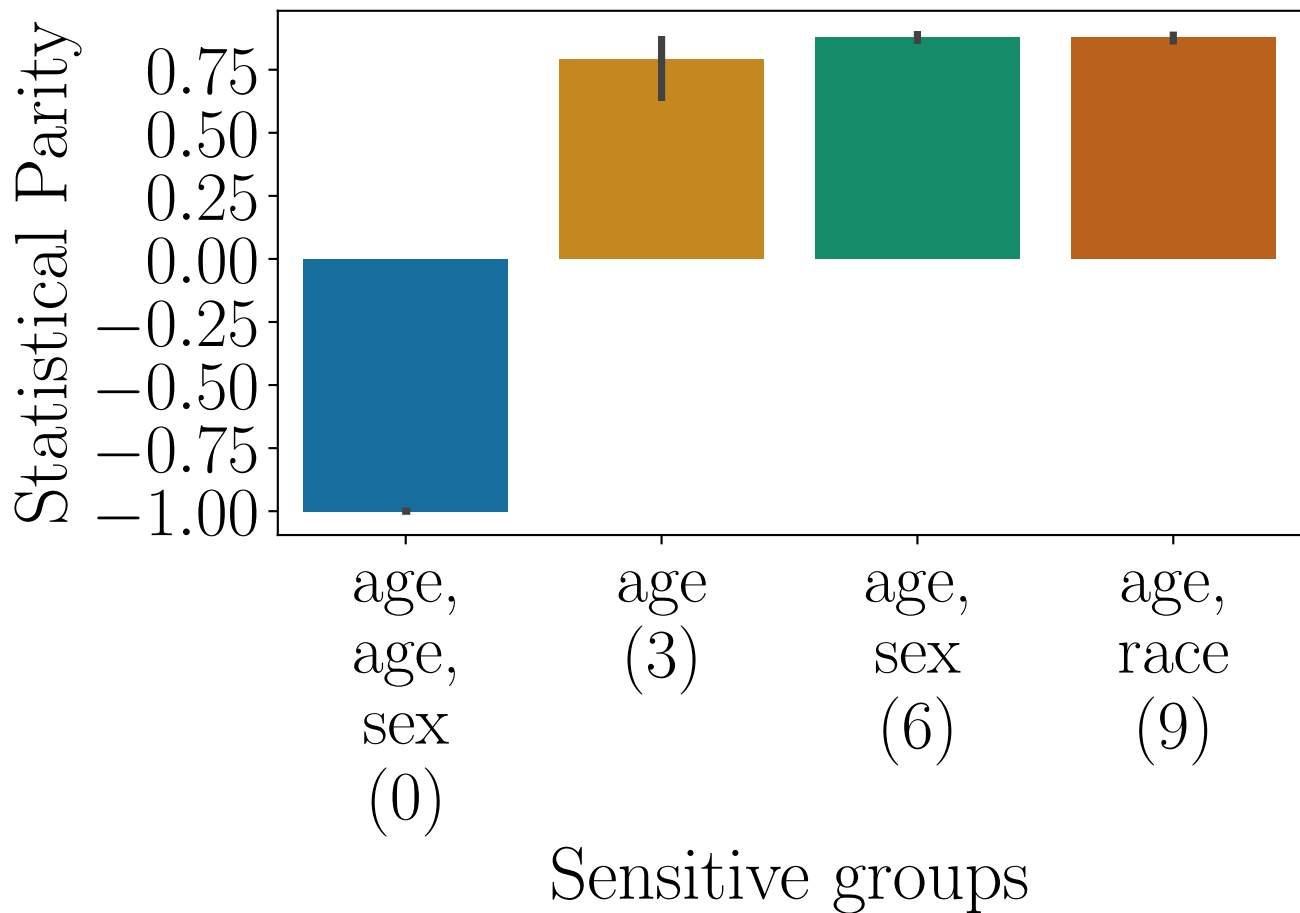 Statistical Parity
0.75
0.50
0.25
0.00
−0.25
−0.50
−0.75
−1.00
age,
age,
sex
(0)
age
(3)
age,
sex
(6)
age,
race
(9)
Sensitive groups